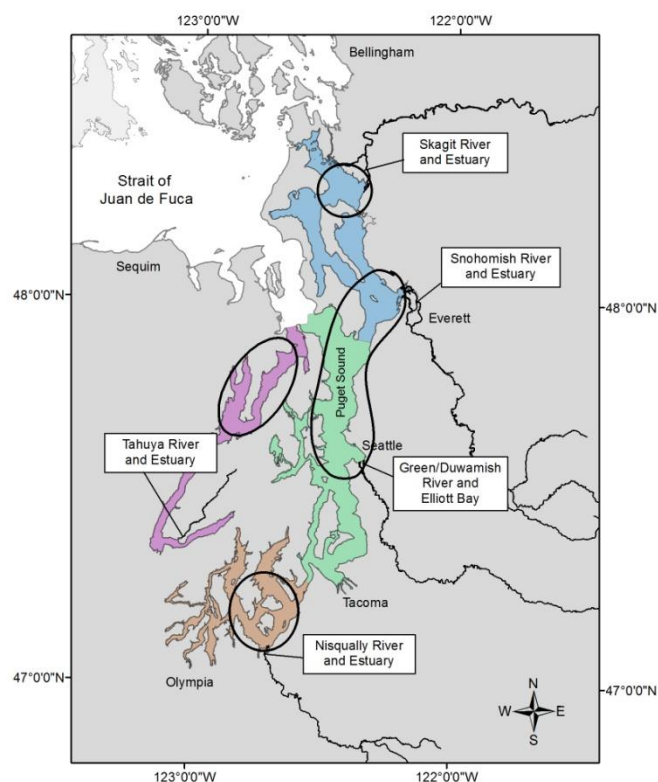 123°0'0"W
122°0'0"W
Bellingham
Skagit River
and Estuary
Strait of
Juan de Fuca
Sequim
Snohomish River
and Estuary
48°0'0"N
48°0'0"N
Everett
Puget Sound
Tahuya River
and Estuary
Seattle
Green/Duwamish
River and
Elliott Bay
Tacoma
Nisqually River
and Estuary
Olympia
47°0'0"N
47°0'0"N
N
W
E
S
123°0'0"W
122°0'0"W